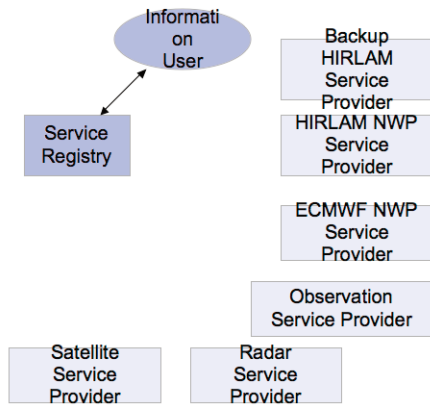 Informati
on
User
Backup
HIRLAM
Service
Provider
HIRLAM NWP
Service
Provider
Service
Registry
ECMWF NWP
Service
Provider
Observation
Service Provider
Satellite
Service
Provider
Radar
Service
Provider